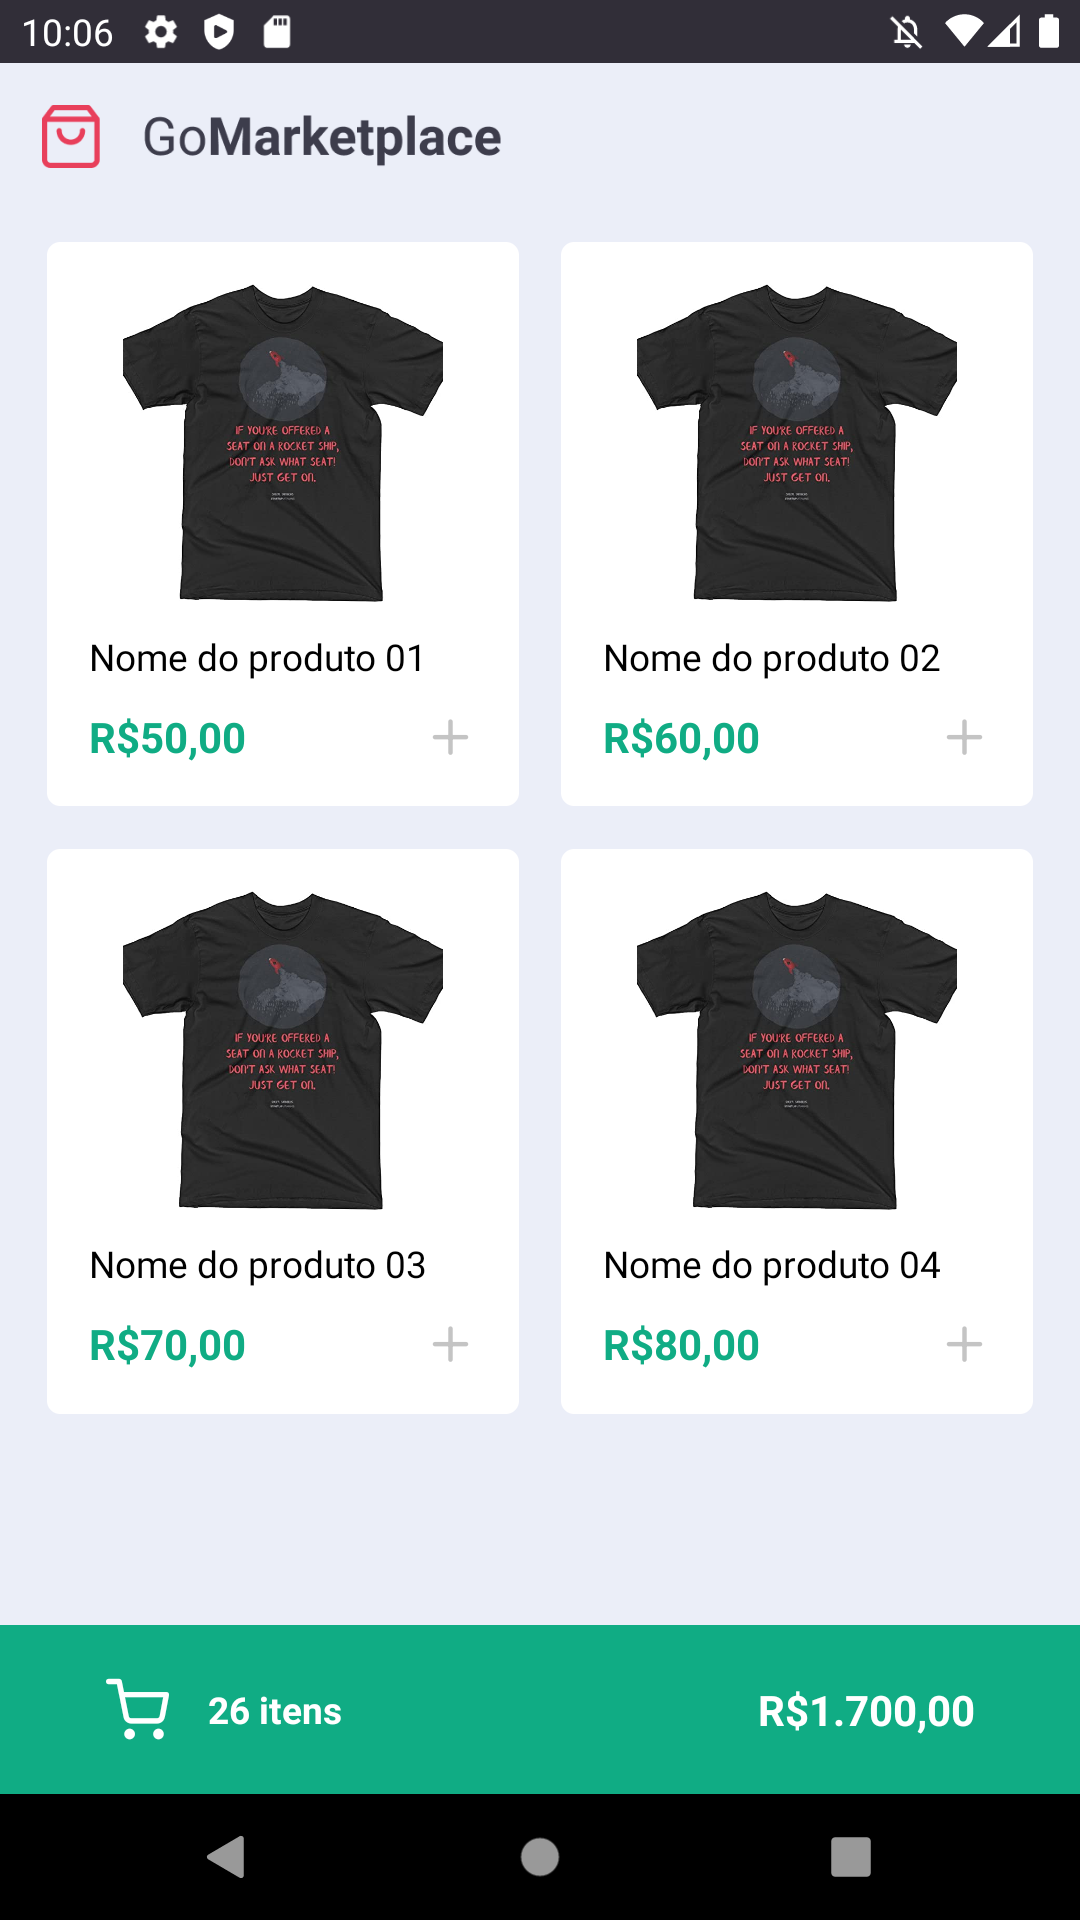 10:06
GoMarketplace
IF YOU'RE OFFERED A
SEAT ON A ROCKET SHIP,
DON'T ASK WHAT SEAT!
JUST GET ON.
Nome do produto 01
R$50,00
IF YOU'RE OFFERED A
SEAT ON A ROCKET SHIP,
DON'T ASK WHAT SEAT!
JUST GET ON.
Nome do produto 02
R$60,00
IF YOU'RE OFFERED A
SEAT ON A ROCKET SHIP,
DON'T ASK WHAT SEAT!
JUST GET ON.
Nome do produto 03
R$70,00
IF YOU'RE OFFERED A
SEAT ON A ROCKET SHIP,
DON'T ASK WHAT SEAT!
JUST GET ON.
Nome do produto 04
R$80,00
26 itens
R$1.700,00